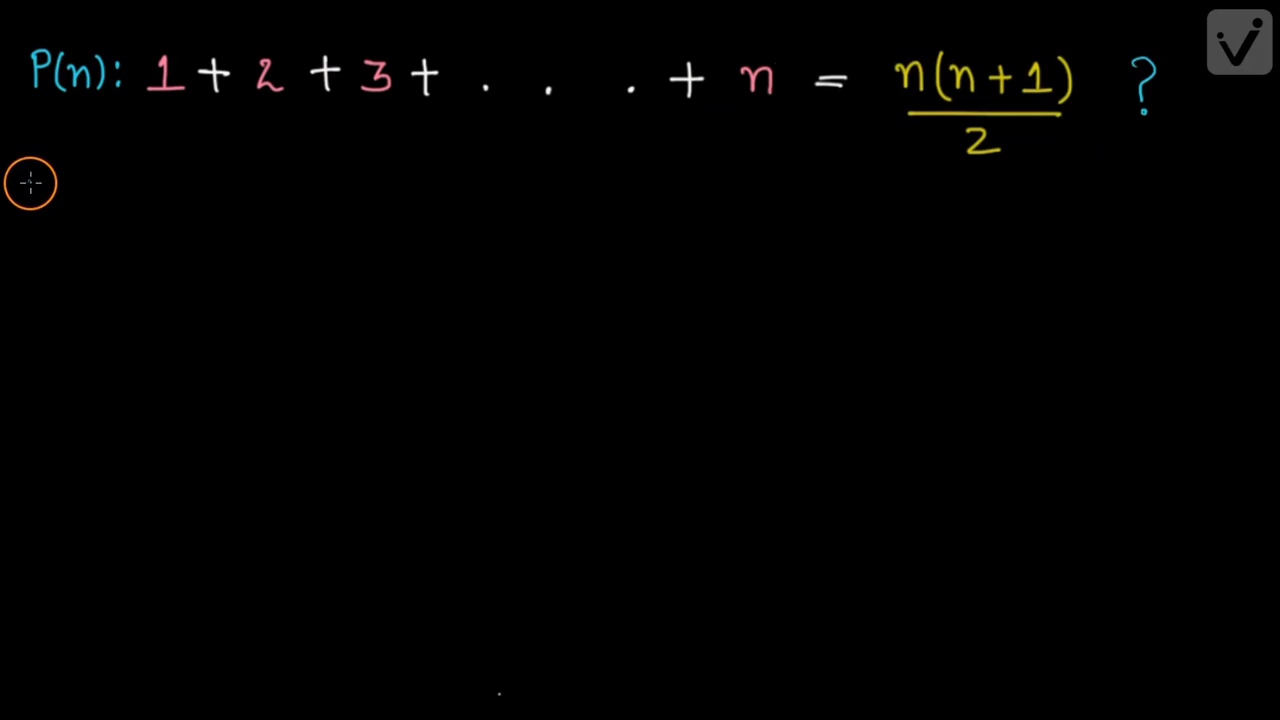 P(n): 1 + 2 + 3 + . . . + n = n(n+1) ?
2